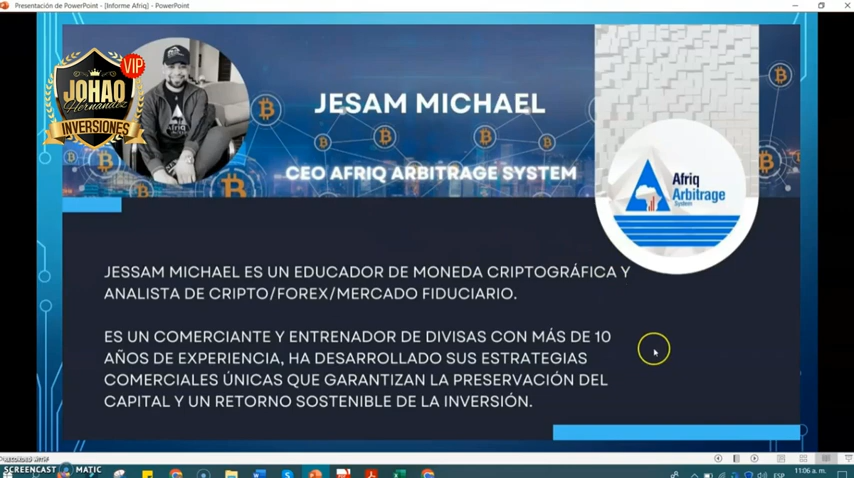 Presentación de PowerPoint - [Informe Afriq] - PowerPoint
VIP
JOHAO
Hernandez
INVERSIONES
JESAM MICHAEL
CEO AFRIQ ARBITRAGE SYSTEM
Afriq
Arbitrage
System
JESSAM MICHAEL ES UN EDUCADOR DE MONEDA CRIPTOGRÁFICA Y
ANALISTA DE CRIPTO/FOREX/MERCADO FIDUCIARIO.
ES UN COMERCIANTE Y ENTRENADOR DE DIVISAS CON MÁS DE 10
AÑOS DE EXPERIENCIA, HA DESARROLLADO SUS ESTRATEGIAS
COMERCIALES ÚNICAS QUE GARANTIZAN LA PRESERVACIÓN DEL
CAPITAL Y UN RETORNO SOSTENIBLE DE LA INVERSIÓN.
RECORDED WITH
SCREENCAST MATIC
ESP
11:06 a. m.